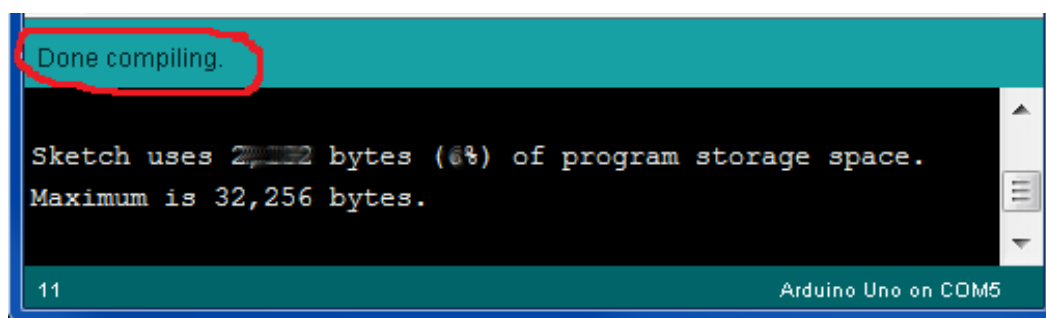 Done compiling.
Sketch uses bytes (6%) of program storage space.
Maximum is 32,256 bytes.
11
Arduino Uno on COM5